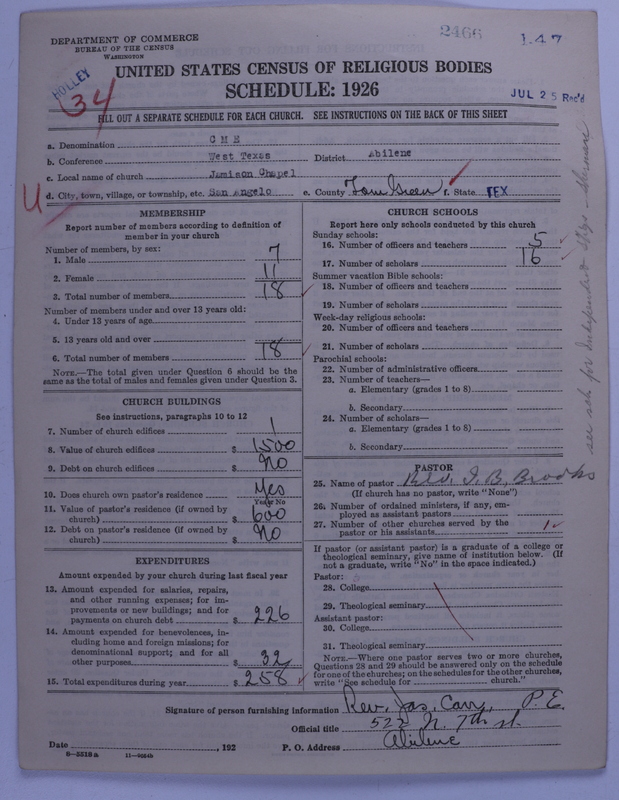 DEPARTMENT OF COMMERCE
BUREAU OF THE CENSUS
WASHINGTON
2466
1.47
HOLLEY
34
UNITED STATES CENSUS OF RELIGIOUS BODIES
SCHEDULE: 1926
JUL 25 Rec'd
FILL OUT A SEPARATE SCHEDULE FOR EACH CHURCH. SEE INSTRUCTIONS ON THE BACK OF THIS SHEET
a. Denomination C M E
b. Conference West Texas District Abilene
c. Local name of church Jamison Chapel
U
d. City, town, village, or township, etc. San Angelo e. County Tom Green f. State TEX
MEMBERSHIP
Report number of members according to definition of
member in your church
Number of members, by sex:
1. Male 7
2. Female 11
3. Total number of members 18
Number of members under and over 13 years old:
4. Under 13 years of age
5. 13 years old and over
6. Total number of members 18
NOTE.—The total given under Question 6 should be the
same as the total of males and females given under Question 3.
CHURCH BUILDINGS
See instructions, paragraphs 10 to 12
7. Number of church edifices 1
8. Value of church edifices $ 1500
9. Debt on church edifices $ No
10. Does church own pastor's residence Yes
Yes or No
11. Value of pastor's residence (if owned by
church) $ 600
12. Debt on pastor's residence (if owned by
church) $ No
EXPENDITURES
Amount expended by your church during last fiscal year
13. Amount expended for salaries, repairs,
and other running expenses; for im-
provements or new buildings; and for
payments on church debt $ 226
14. Amount expended for benevolences, in-
cluding home and foreign missions; for
denominational support; and for all
other purposes $ 32
15. Total expenditures during year $ 258
CHURCH SCHOOLS
Report here only schools conducted by this church
Sunday schools:
16. Number of officers and teachers 5
17. Number of scholars 16
Summer vacation Bible schools:
18. Number of officers and teachers
19. Number of scholars
Week-day religious schools:
20. Number of officers and teachers
21. Number of scholars
Parochial schools:
22. Number of administrative officers
23. Number of teachers—
a. Elementary (grades 1 to 8)
b. Secondary
24. Number of scholars—
a. Elementary (grades 1 to 8)
b. Secondary
PASTOR
25. Name of pastor Rev. I. B. Brooks
(If church has no pastor, write "None")
26. Number of ordained ministers, if any, em-
ployed as assistant pastors
27. Number of other churches served by the
pastor or his assistants 1
If pastor (or assistant pastor) is a graduate of a college or
theological seminary, give name of institution below. (If
not a graduate, write "No" in the space indicated.)
Pastor:
28. College
29. Theological seminary
Assistant pastor:
30. College
31. Theological seminary
NOTE.—Where one pastor serves two or more churches,
Questions 28 and 29 should be answered only on the schedule
for one of the churches; on the schedules for the other churches,
write "See schedule for church."
see sch for Independent
Signature of person furnishing information Rev. Jas. Carr, P. E.
Official title 522 N. 7th st.
Date , 192 P. O. Address Abilene
8-5518a 11-9554b